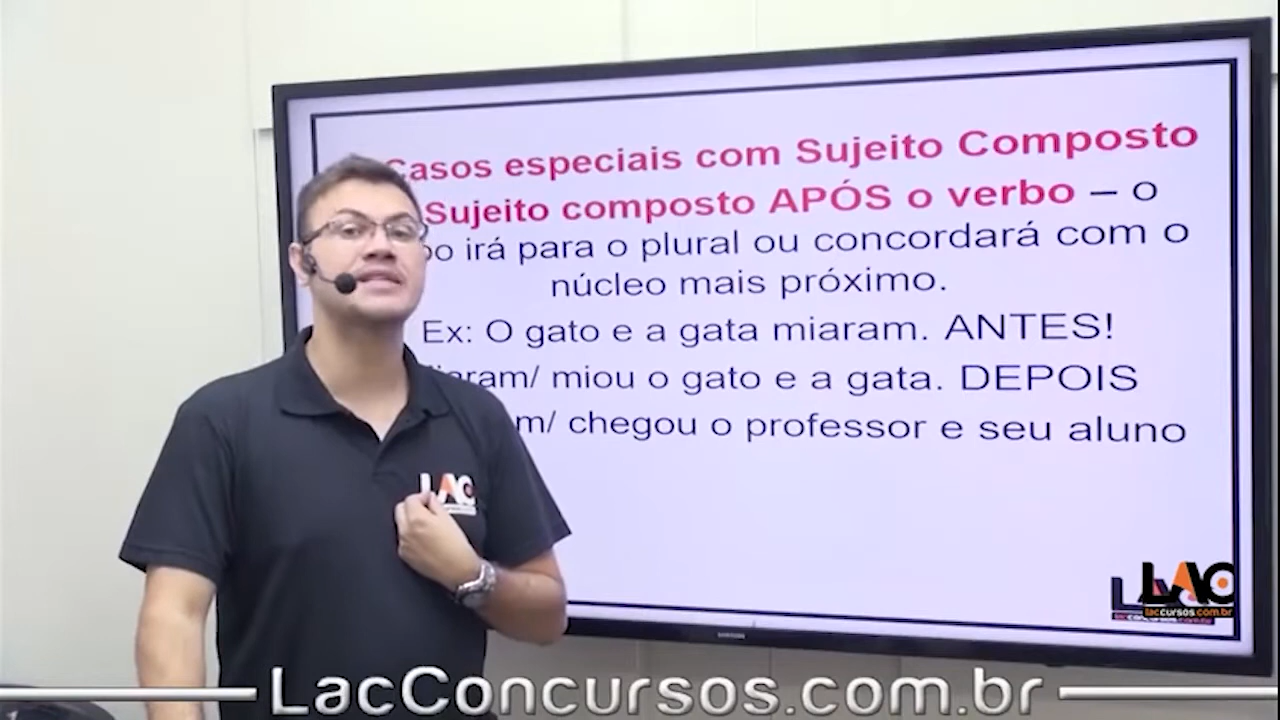 Casos especiais com Sujeito Composto
Sujeito composto APÓS o verbo – o
irá para o plural ou concordará com o
núcleo mais próximo.
Ex: O gato e a gata miaram. ANTES!
miou o gato e a gata. DEPOIS
chegou o professor e seu aluno
LAC
LAC
laccursos.com.br
SAMSUNG
LacConcursos.com.br